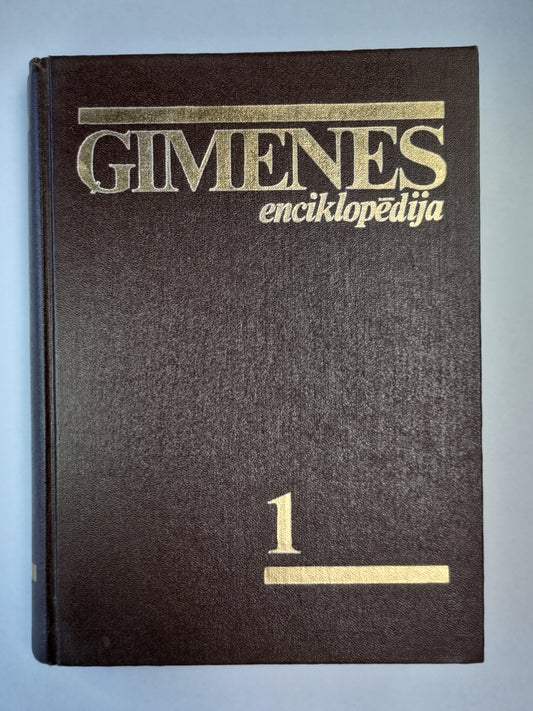 ĢIMENES
enciklopēdija
1